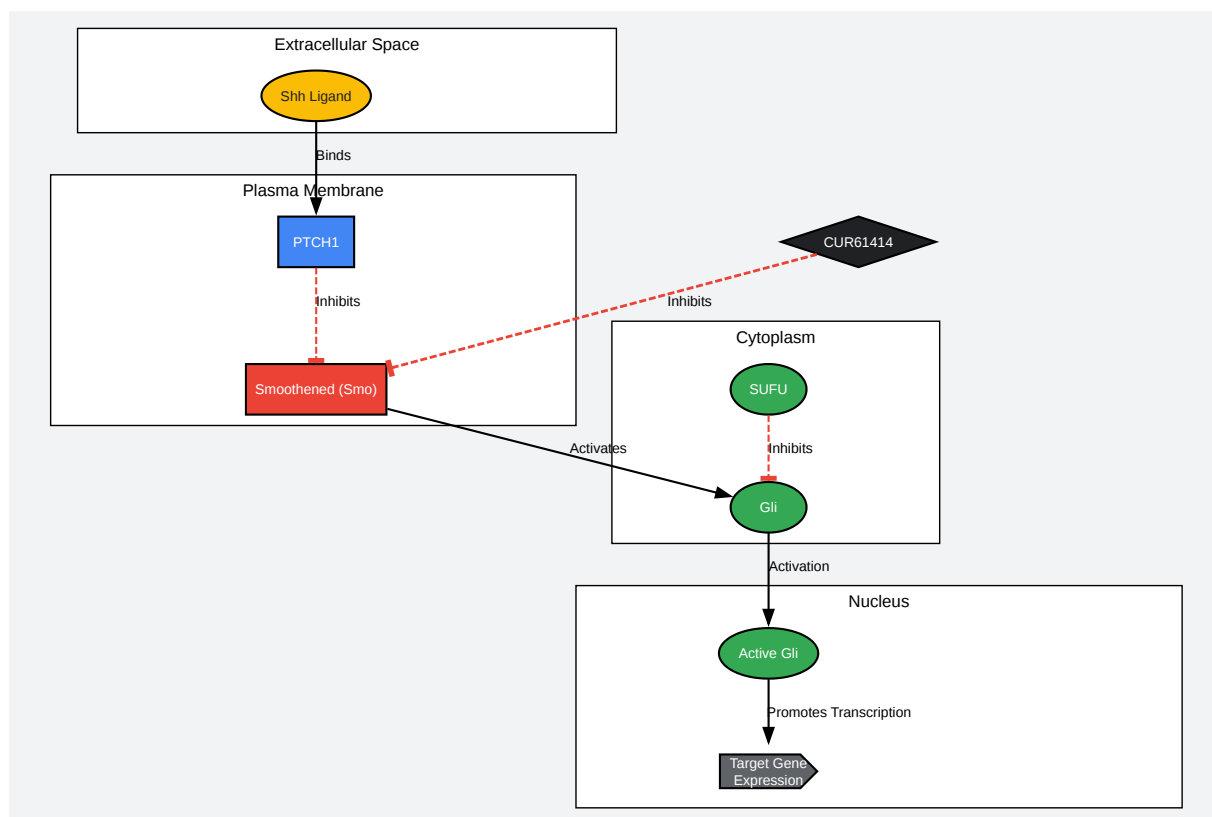 Extracellular Space
Shh Ligand
Binds
Plasma Membrane
PTCH1
CUR61414
Inhibits
Inhibits
Cytoplasm
Smoothened (Smo)
SUFU
Activates
Inhibits
Gli
Activation
Nucleus
Active Gli
Promotes Transcription
Target Gene
Expression